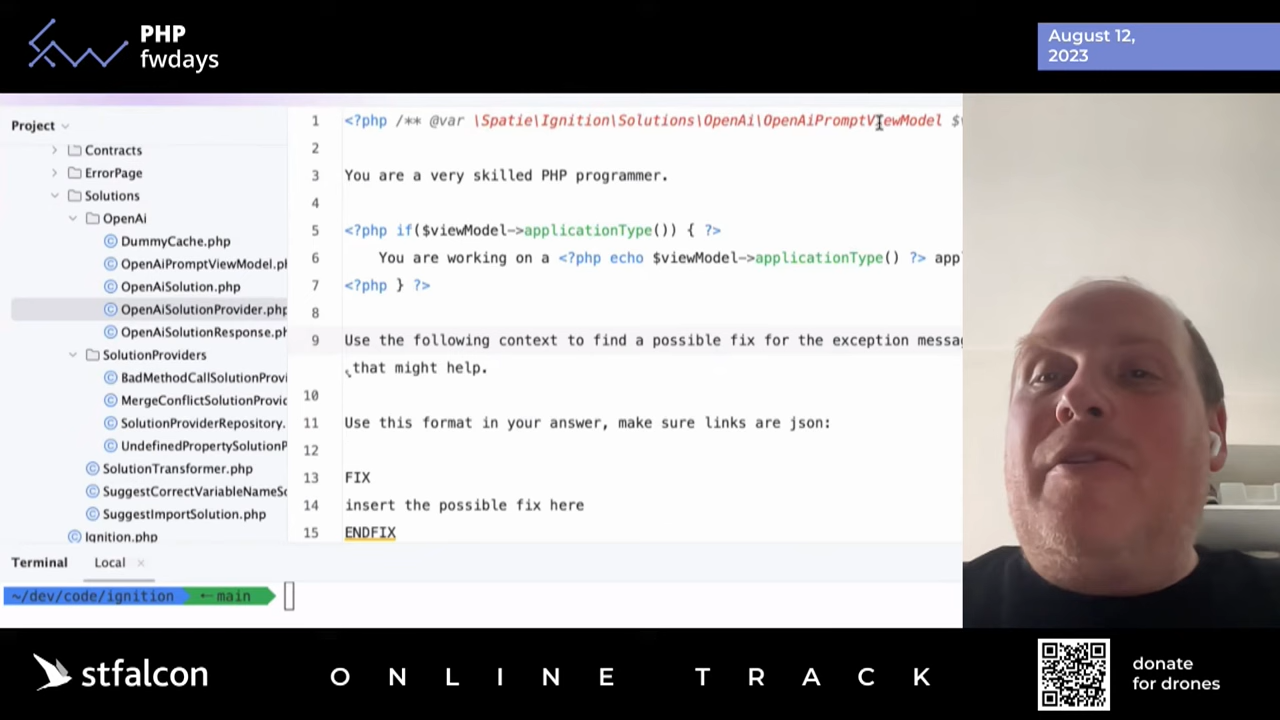 PHP
fwdays
August 12,
2023
Project
Contracts
ErrorPage
Solutions
OpenAi
DummyCache.php
OpenAiPromptViewModel.ph
OpenAiSolution.php
OpenAiSolutionProvider.php
OpenAiSolutionResponse.ph
SolutionProviders
BadMethodCallSolutionProvi
MergeConflictSolutionProvid
SolutionProviderRepository.
UndefinedPropertySolutionP
SolutionTransformer.php
SuggestCorrectVariableNameSo
SuggestImportSolution.php
Ignition.php
1 <?php /** @var \Spatie\Ignition\Solutions\OpenAi\OpenAiPromptViewModel $v
2
3 You are a very skilled PHP programmer.
4
5 <?php if($viewModel->applicationType()) { ?>
6 You are working on a <?php echo $viewModel->applicationType() ?> app
7 <?php } ?>
8
9 Use the following context to find a possible fix for the exception messag
that might help.
10
11 Use this format in your answer, make sure links are json:
12
13 FIX
14 insert the possible fix here
15 ENDFIX
Terminal Local
~/dev/code/ignition main
stfalcon
ONLINE TRACK
donate
for drones